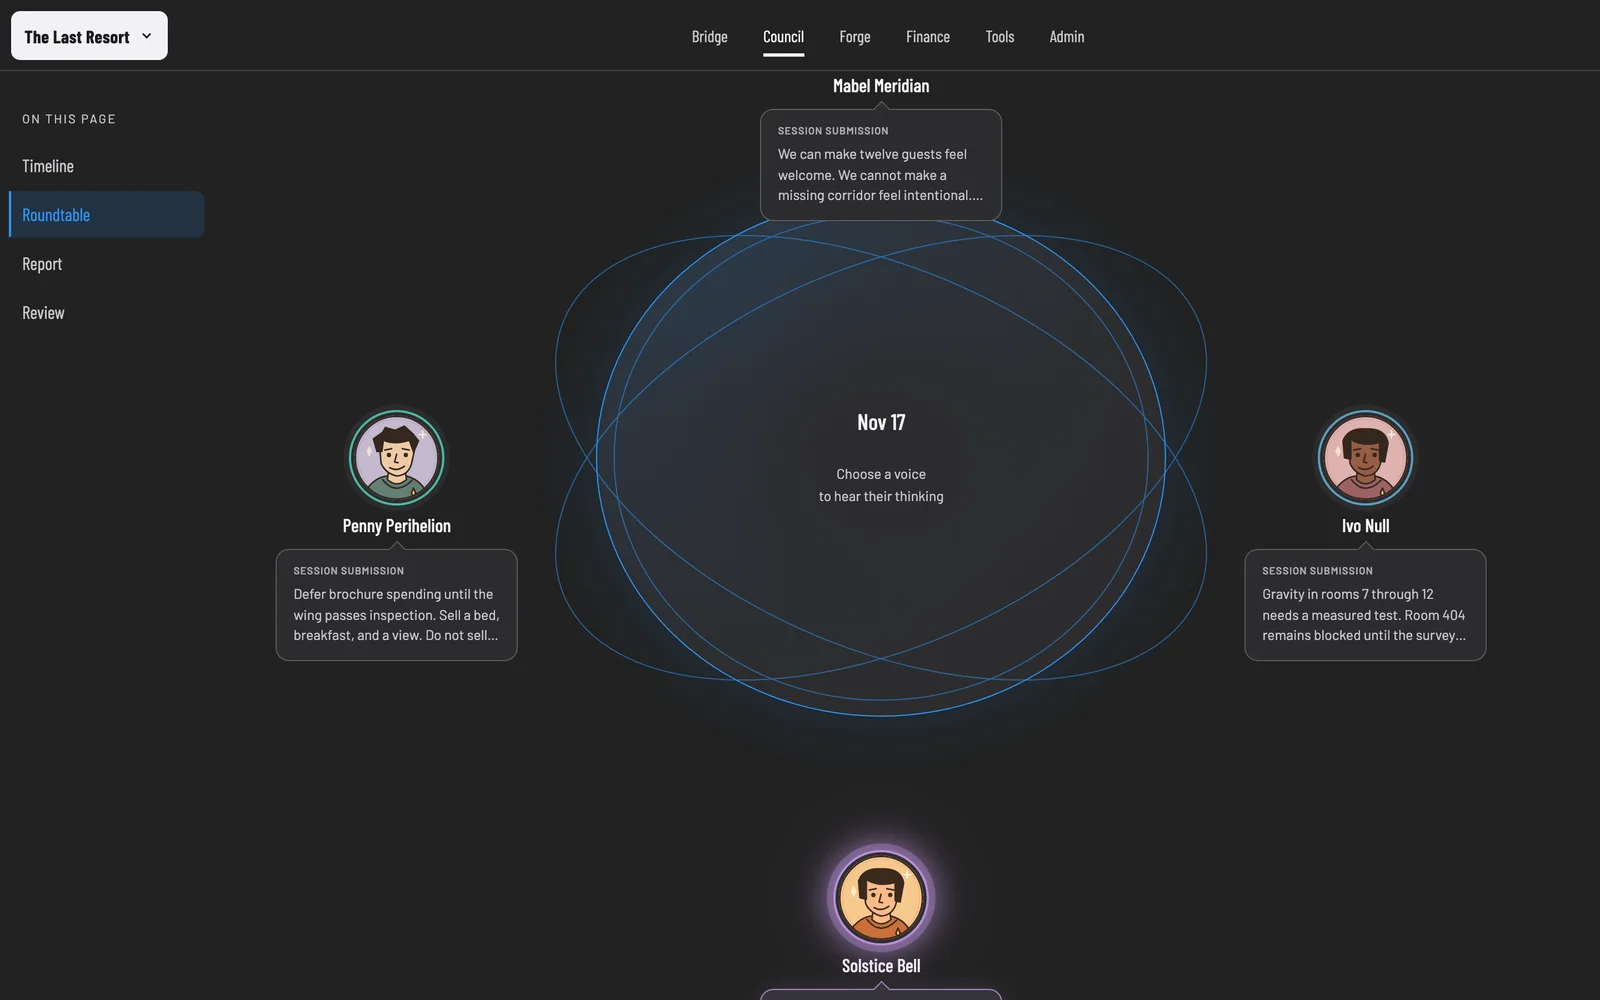 The Last Resort
Bridge
Council
Forge
Finance
Tools
Admin
ON THIS PAGE
Timeline
Roundtable
Report
Review
Mabel Meridian
SESSION SUBMISSION
We can make twelve guests feel
welcome. We cannot make a
missing corridor feel intentional....
Nov 17
Choose a voice
to hear their thinking
Penny Perihelion
SESSION SUBMISSION
Defer brochure spending until the
wing passes inspection. Sell a bed,
breakfast, and a view. Do not sell...
Ivo Null
SESSION SUBMISSION
Gravity in rooms 7 through 12
needs a measured test. Room 404
remains blocked until the survey...
Solstice Bell